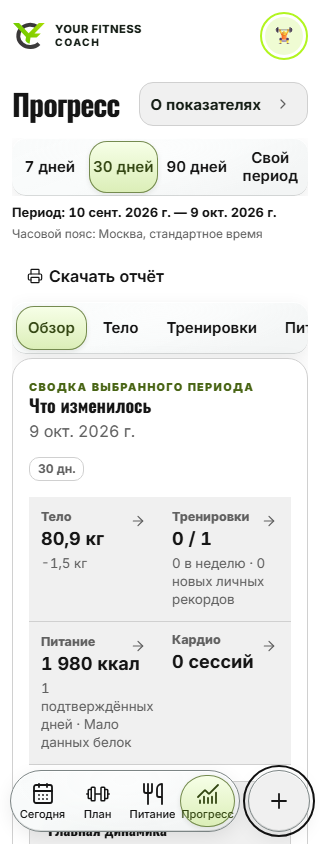 YOUR FITNESS
COACH
Прогресс
О показателях
7 дней
30 дней
90 дней
Свой
период
Период: 10 сент. 2026 г. — 9 окт. 2026 г.
Часовой пояс: Москва, стандартное время
Скачать отчёт
Обзор
Тело
Тренировки
Пит
СВОДКА ВЫБРАННОГО ПЕРИОДА
Что изменилось
9 окт. 2026 г.
30 дн.
Тело
80,9 кг
-1,5 кг
Тренировки
0 / 1
0 в неделю · 0
новых личных
рекордов
Питание
1 980 ккал
1
подтверждённых
дней · Мало
данных белок
Кардио
0 сессий
Главная динамика
Сегодня
План
Питание
Прогресс